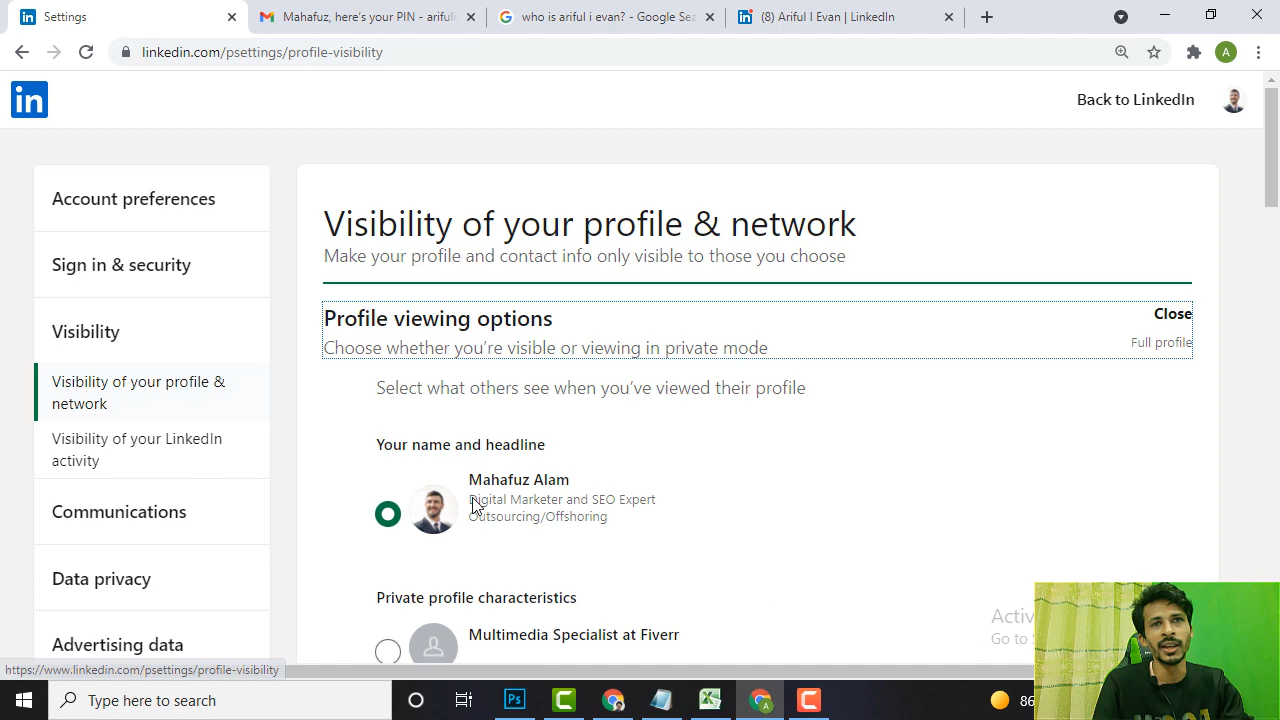 Settings
Mahafuz, here's your PIN - arifuli
who is ariful i evan? - Google Sea
(8) Ariful I Evan | LinkedIn
linkedin.com/psettings/profile-visibility
A
in
Back to LinkedIn
Account preferences
Sign in & security
Visibility
Visibility of your profile &
network
Visibility of your LinkedIn
activity
Communications
Data privacy
Advertising data
Visibility of your profile & network
Make your profile and contact info only visible to those you choose
Profile viewing options
Close
Choose whether you're visible or viewing in private mode
Full profile
Select what others see when you've viewed their profile
Your name and headline
Mahafuz Alam
Digital Marketer and SEO Expert
Outsourcing/Offshoring
Private profile characteristics
Multimedia Specialist at Fiverr
Activ
Go to S
https://www.linkedin.com/psettings/profile-visibility
Type here to search
Ps
86